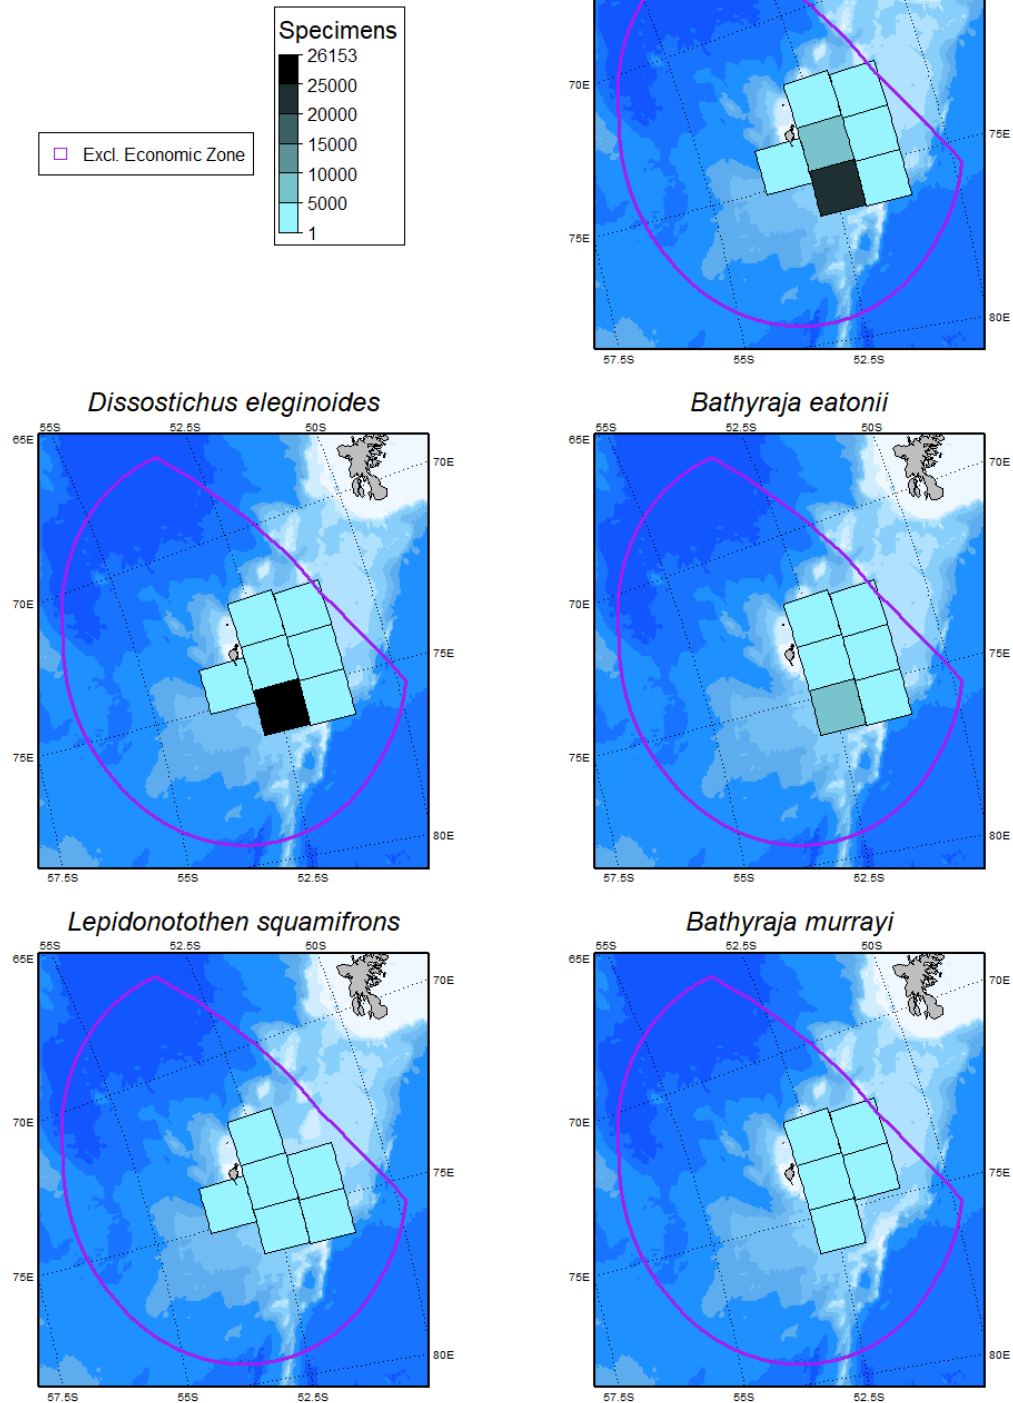 Specimens
26153
25000
20000
15000
10000
5000
1
Excl. Economic Zone
70E
75E
75E
80E
57.5S
55S
52.5S
Dissostichus eleginoides
55S
52.5S
50S
65E
70E
70E
75E
75E
80E
57.5S
55S
52.5S
Bathyraja eatonii
55S
52.5S
50S
65E
70E
70E
75E
75E
80E
57.5S
55S
52.5S
Lepidonotothen squamifrons
55S
52.5S
50S
65E
70E
70E
75E
75E
80E
57.5S
55S
52.5S
Bathyraja murrayi
55S
52.5S
50S
65E
70E
70E
75E
75E
80E
57.5S
55S
52.5S